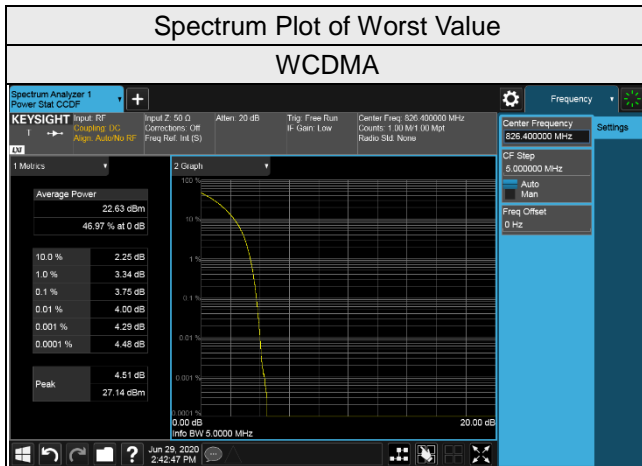 Spectrum Plot of Worst Value
WCDMA
Spectrum Analyzer 1
Power Stat CCDF
+
Frequency
KEYSIGHT
Input: RF
Coupling: DC
Align: Auto/No RF
Input Z: 50 Ω
Corrections: Off
Freq Ref: Int (S)
Atten: 20 dB
Trig: Free Run
IF Gain: Low
Center Freq: 826.400000 MHz
Counts: 1.00 M/1.00 Mpt
Radio Std: None
LXI
Center Frequency
826.400000 MHz
Settings
CF Step
5.000000 MHz
Auto
Man
Freq Offset
0 Hz
1 Metrics
Average Power
22.63 dBm
46.97 % at 0 dB
10.0 % 2.25 dB
1.0 % 3.34 dB
0.1 % 3.75 dB
0.01 % 4.00 dB
0.001 % 4.29 dB
0.0001 % 4.48 dB
Peak
4.51 dB
27.14 dBm
2 Graph
100 %
10 %
1 %
0.1 %
0.01 %
0.001 %
0.0001 %
0.00 dB
20.00 dB
Info BW 5.0000 MHz
?
Jun 29, 2020
2:42:47 PM